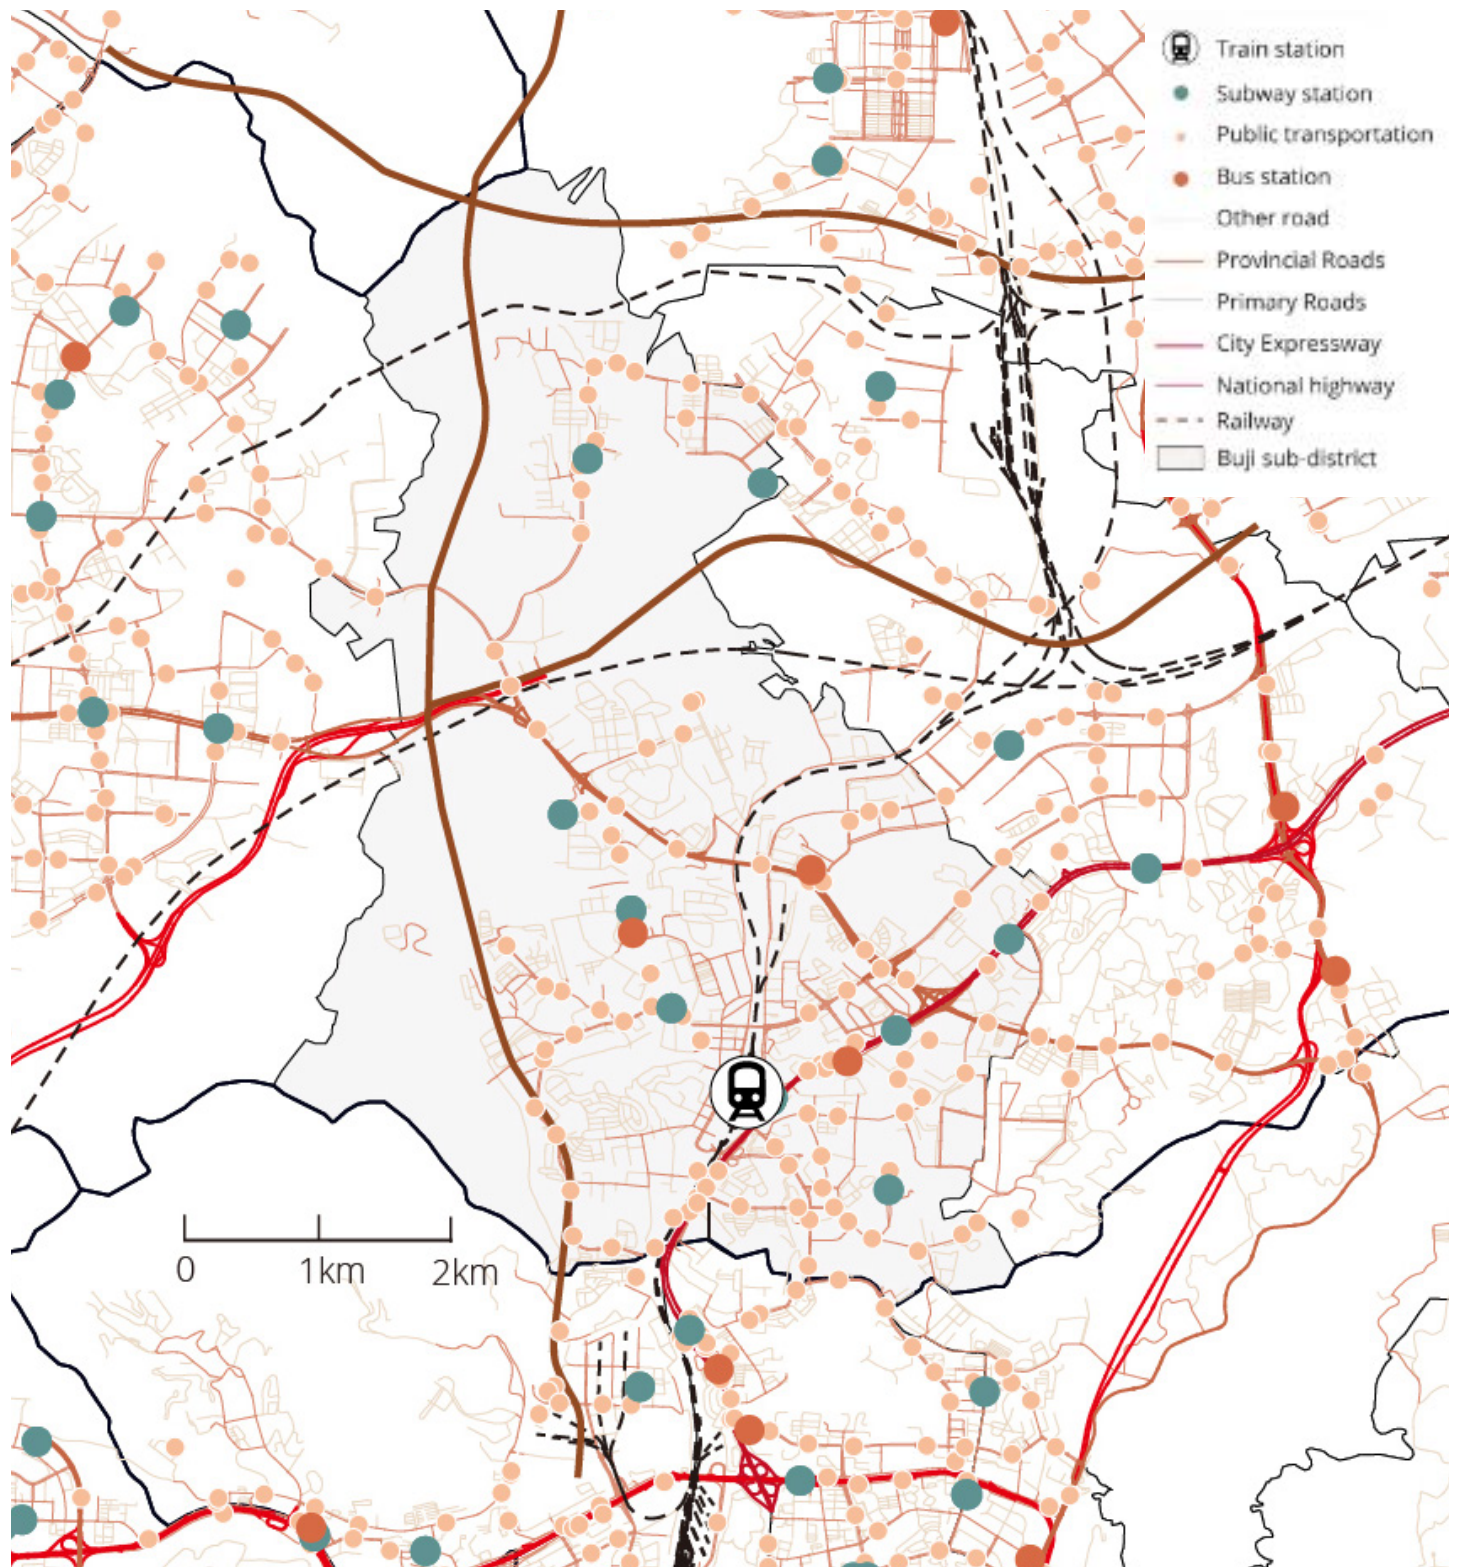 Train station
Subway station
Public transportation
Bus station
Other road
Provincial Roads
Primary Roads
City Expressway
National highway
Railway
Buji sub-district
0 1km 2km